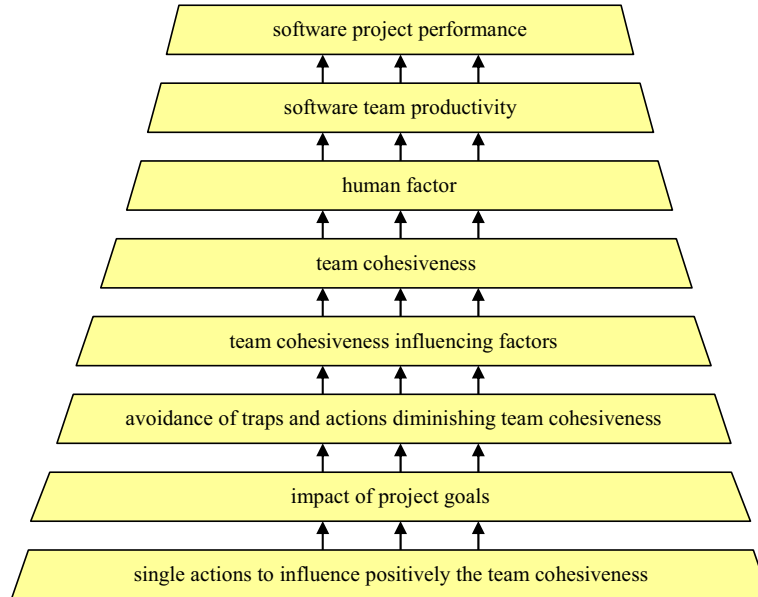 software project performance
software team productivity
human factor
team cohesiveness
team cohesiveness influencing factors
avoidance of traps and actions diminishing team cohesiveness
impact of project goals
single actions to influence positively the team cohesiveness